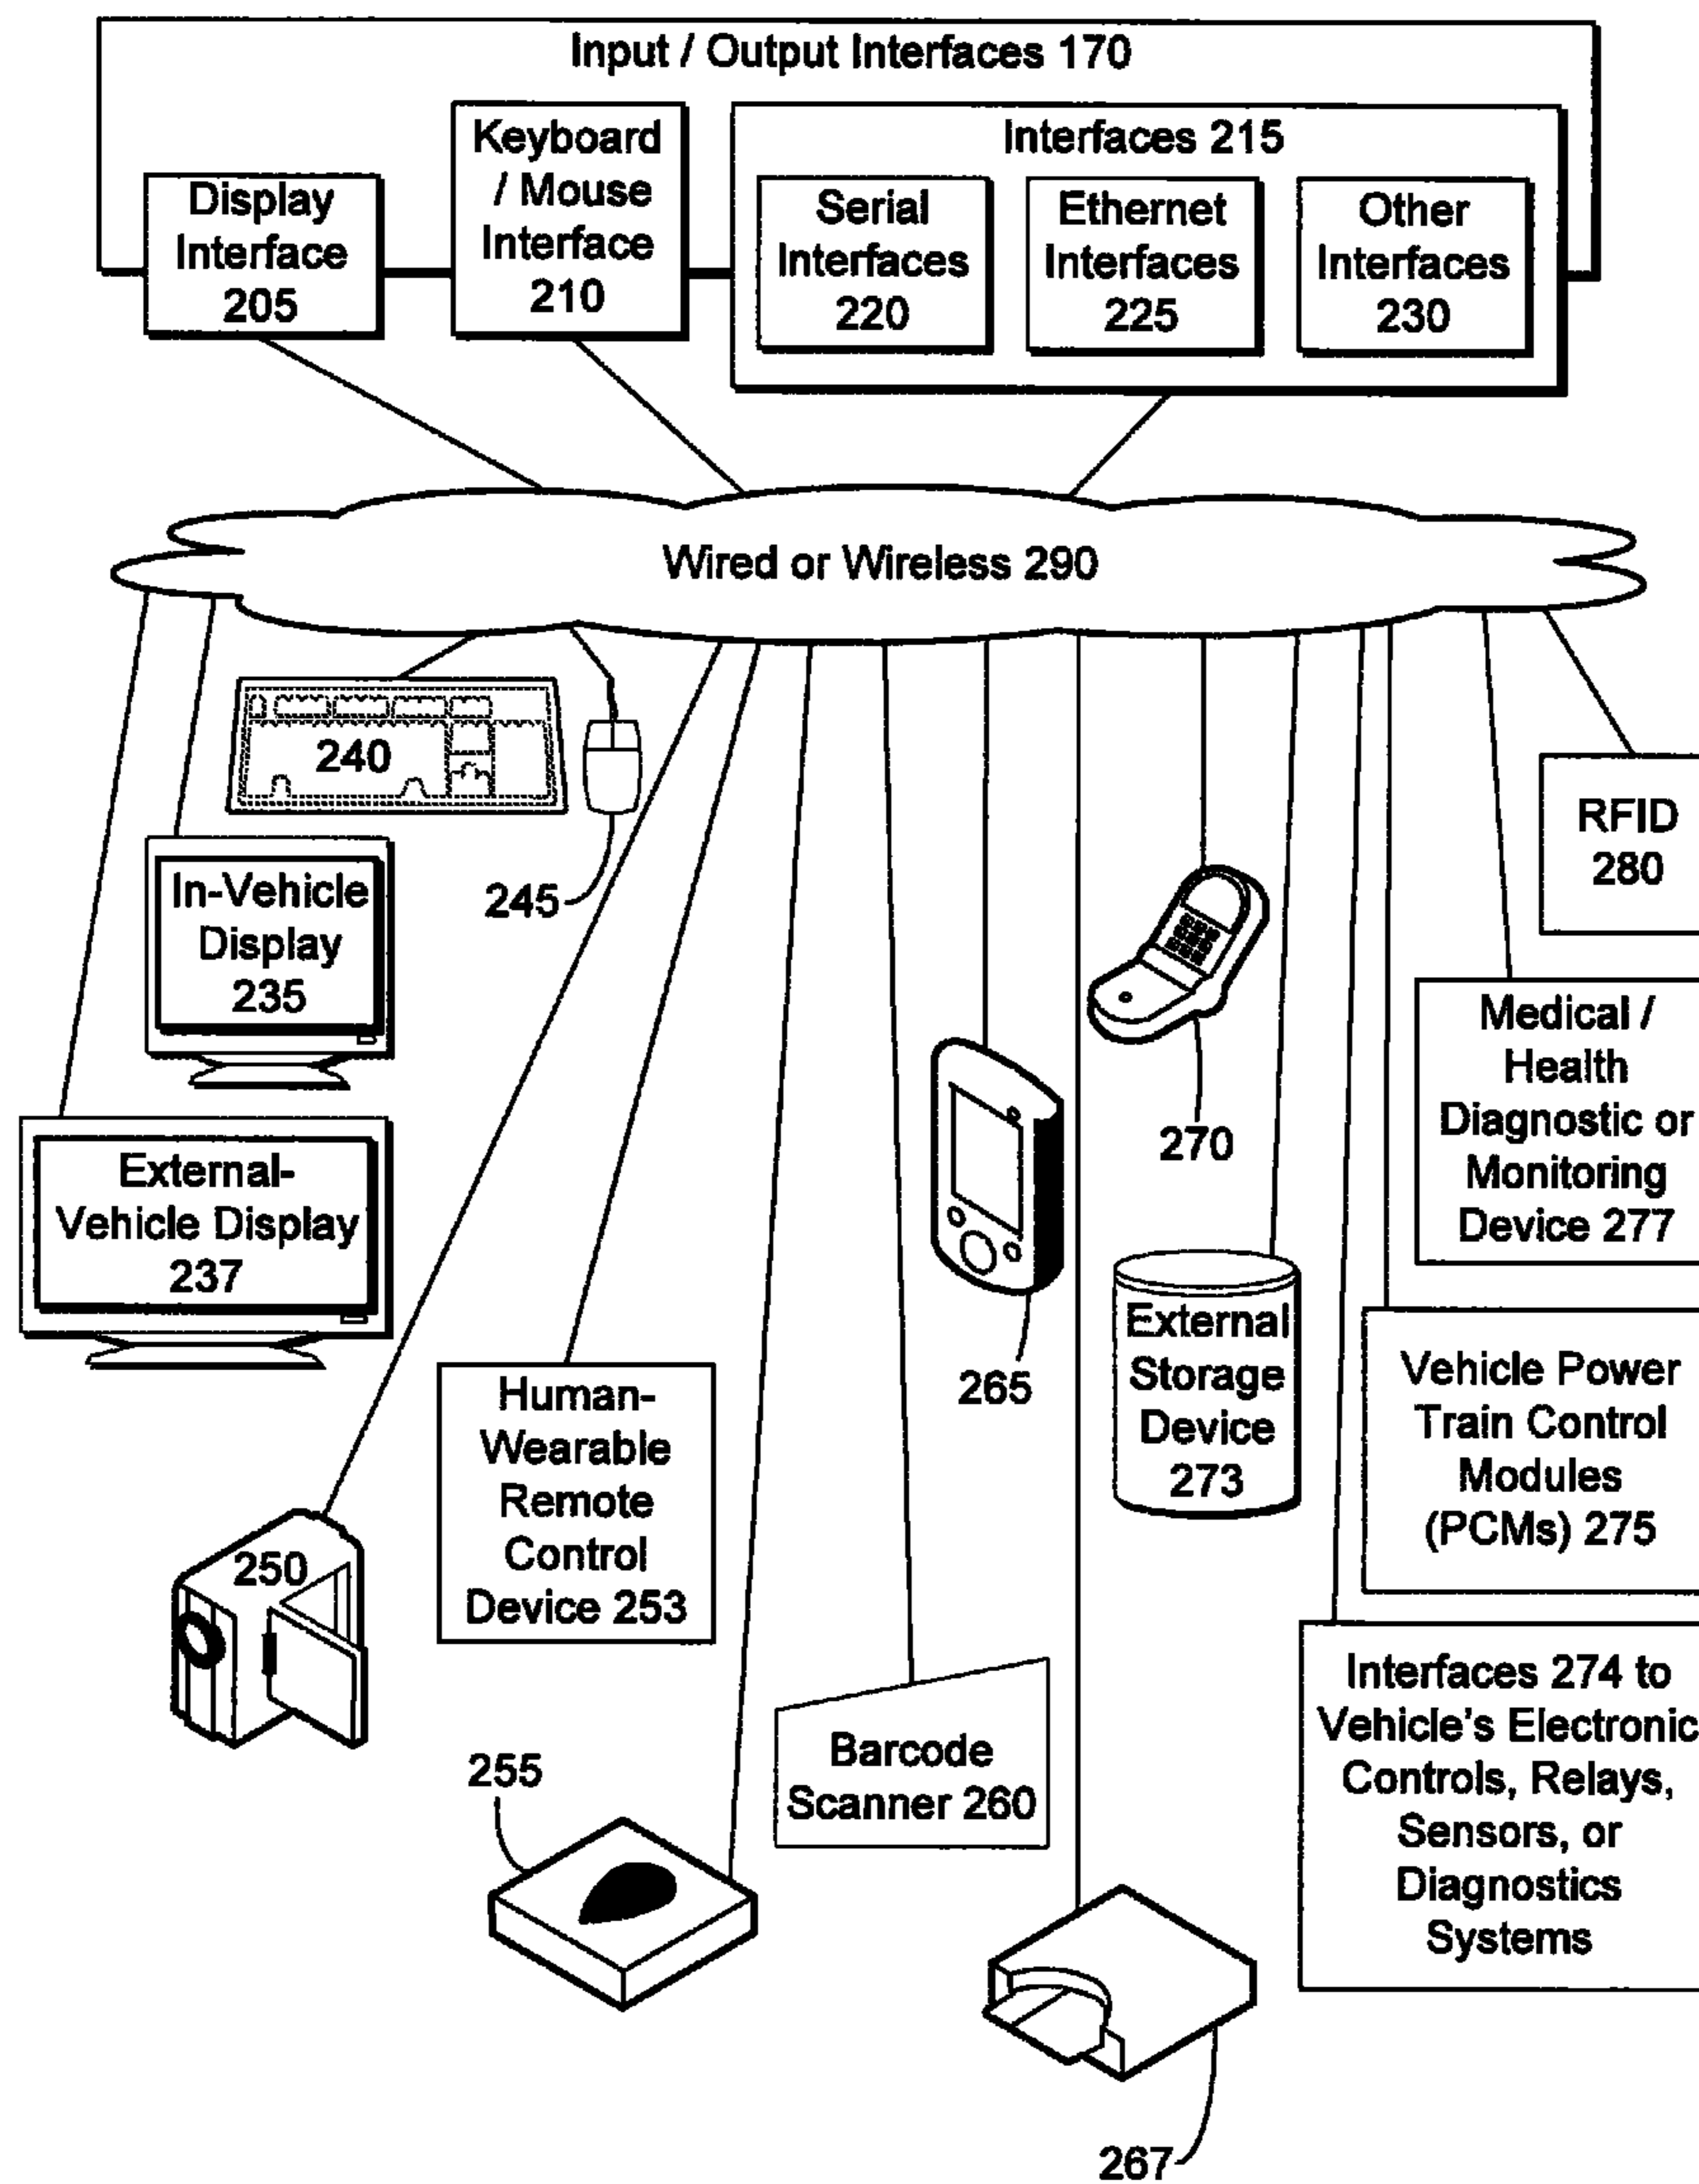 Input / Output Interfaces 170
Display
Interface
205
Keyboard
/ Mouse
Interface
210
Interfaces 215
Serial
Interfaces
220
Ethernet
Interfaces
225
Other
Interfaces
230
Wired or Wireless 290
240
245
In-Vehicle
Display
235
External-
Vehicle Display
237
250
Human-
Wearable
Remote
Control
Device 253
255
Barcode
Scanner 260
265
267
270
External
Storage
Device
273
RFID
280
Medical /
Health
Diagnostic or
Monitoring
Device 277
Vehicle Power
Train Control
Modules
(PCMs) 275
Interfaces 274 to
Vehicle's Electronic
Controls, Relays,
Sensors, or
Diagnostics
Systems